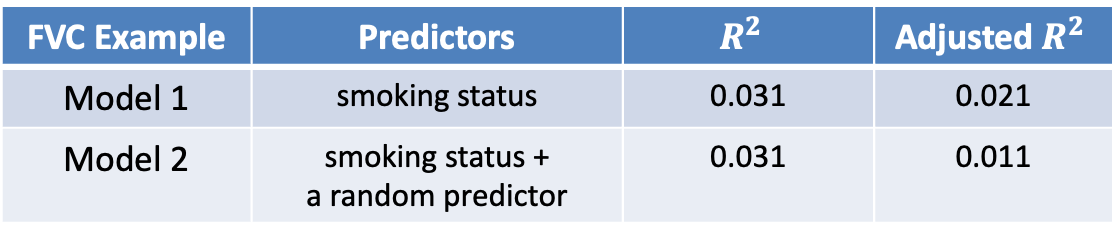 FVC Example Predictors R² Adjusted R²
Model 1 smoking status 0.031 0.021
Model 2 smoking status + 0.031 0.011
a random predictor